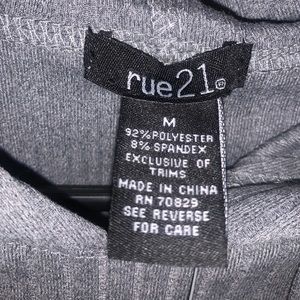 rue21®
M
92%POLYESTER
8% SPANDEX
EXCLUSIVE OF
TRIMS
MADE IN CHINA
RN 70829
SEE REVERSE
FOR CARE